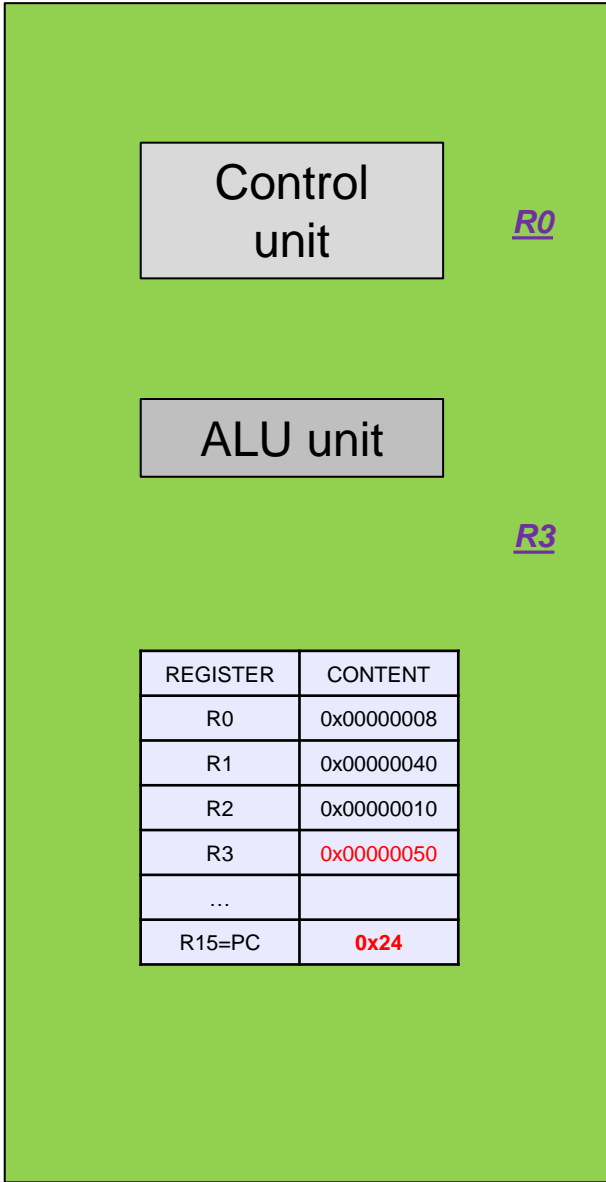 Control
unit
R0
ALU unit
R3
REGISTER CONTENT
R0 0x00000008
R1 0x00000040
R2 0x00000010
R3 0x00000050
…
R15=PC 0x24